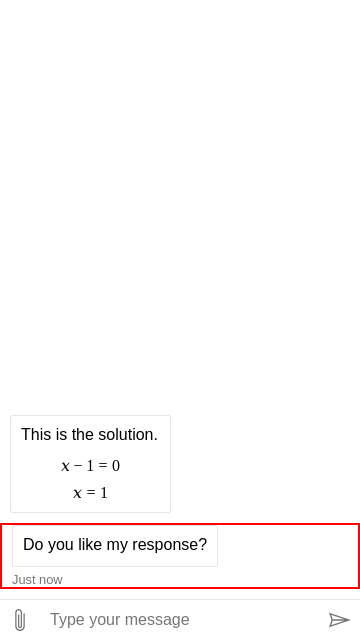 This is the solution.
x − 1 = 0
x = 1
Do you like my response?
Just now
Type your message